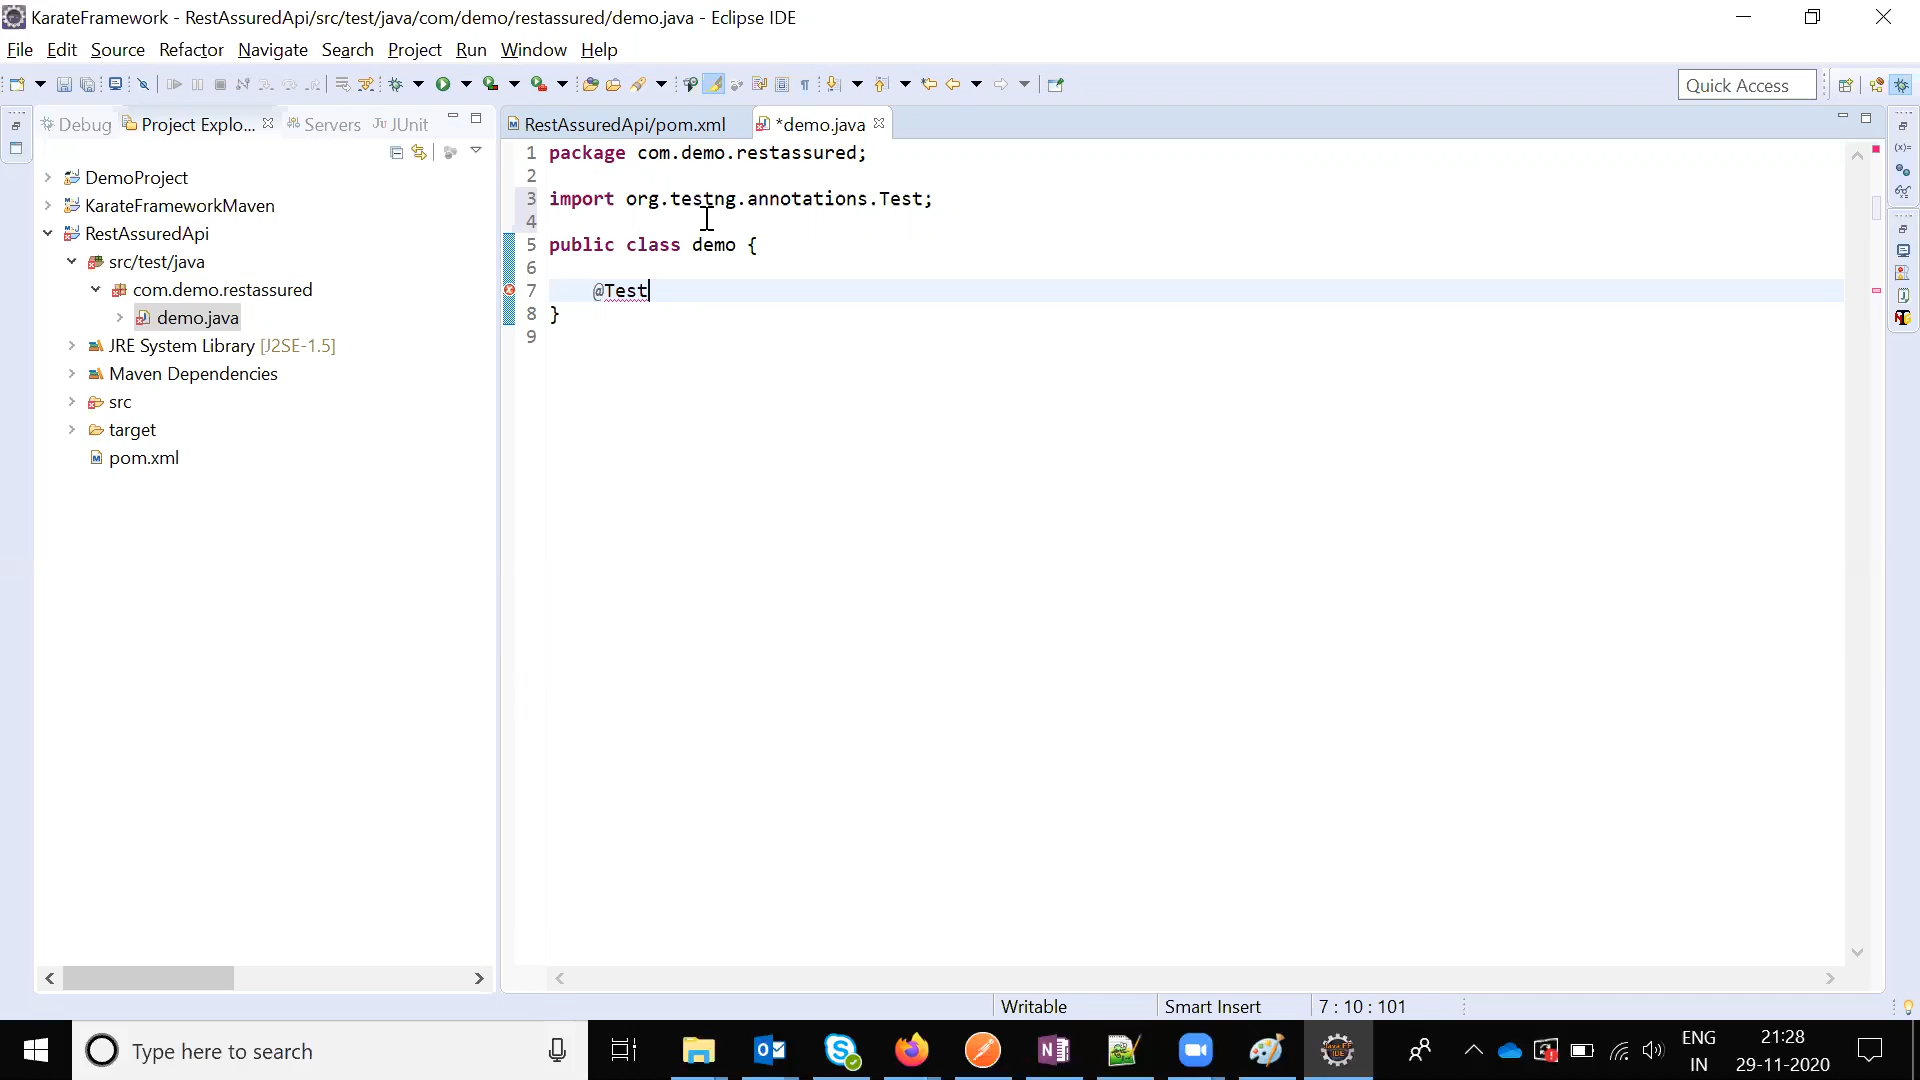 KarateFramework - RestAssuredApi/src/test/java/com/demo/restassured/demo.java - Eclipse IDE
File Edit Source Refactor Navigate Search Project Run Window Help
Quick Access
Debug Project Explo... Servers JUnit
RestAssuredApi/pom.xml *demo.java
DemoProject
KarateFrameworkMaven
RestAssuredApi
src/test/java
com.demo.restassured
demo.java
JRE System Library [J2SE-1.5]
Maven Dependencies
src
target
pom.xml
1 package com.demo.restassured;
2
3 import org.testng.annotations.Test;
4
5 public class demo {
6
7 @Test
8 }
9
Writable Smart Insert 7 : 10 : 101
Type here to search
ENG
IN
21:28
29-11-2020